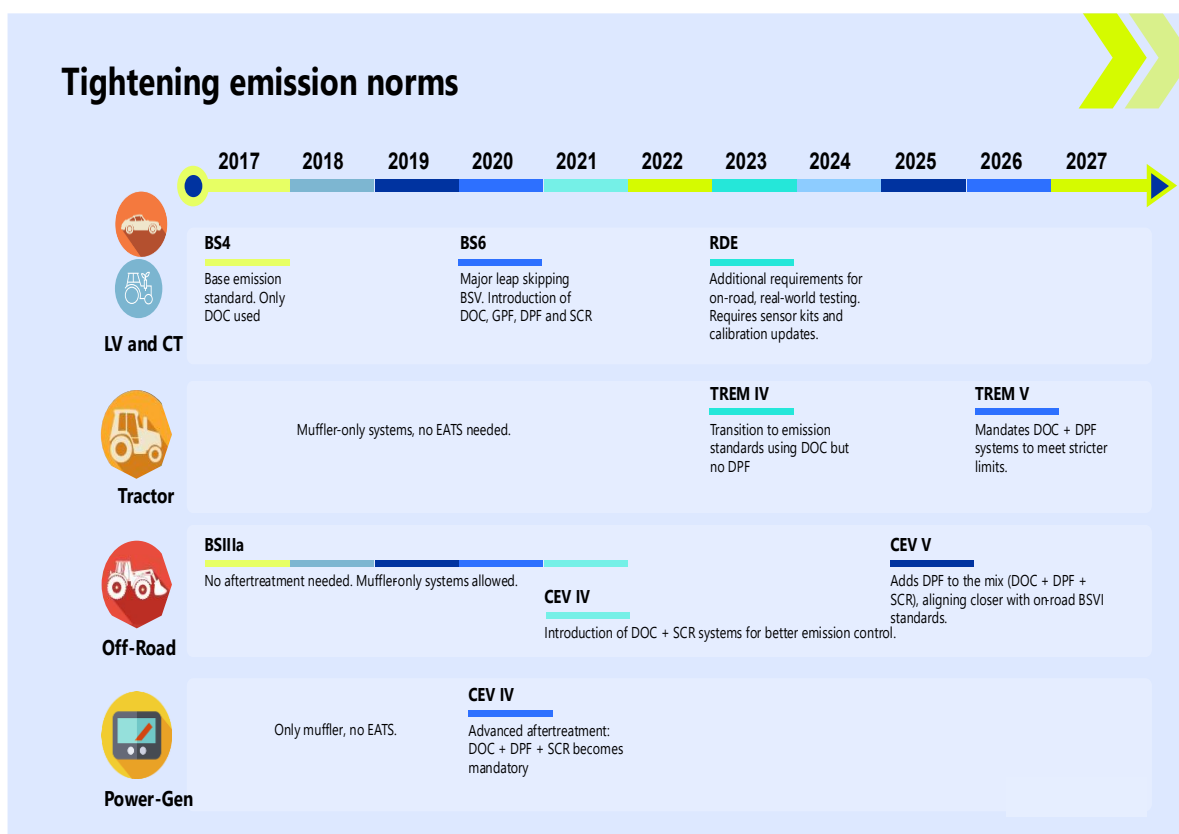 Tightening emission norms
2017 2018 2019 2020 2021 2022 2023 2024 2025 2026 2027
LV and CT
BS4
Base emission
standard. Only
DOC used
BS6
Major leap skipping
BSV. Introduction of
DOC, GPF, DPF and SCR
RDE
Additional requirements for
on-road, real-world testing.
Requires sensor kits and
calibration updates.
Tractor
Muffler-only systems, no EATS needed.
TREM IV
Transition to emission
standards using DOC but
no DPF
TREM V
Mandates DOC + DPF
systems to meet stricter
limits.
Off-Road
BSIIIa
No aftertreatment needed. Muffleronly systems allowed.
CEV IV
Introduction of DOC + SCR systems for better emission control.
CEV V
Adds DPF to the mix (DOC + DPF +
SCR), aligning closer with on-road BSVI
standards.
Power-Gen
Only muffler, no EATS.
CEV IV
Advanced aftertreatment:
DOC + DPF + SCR becomes
mandatory